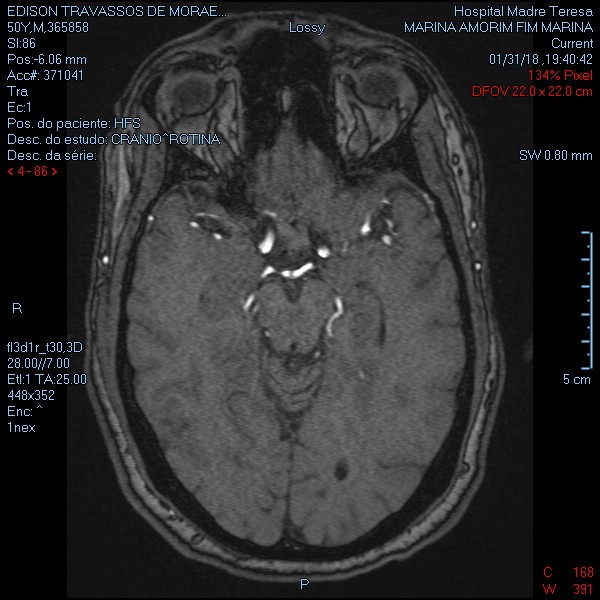 EDISON TRAVASSOS DE MORAE...
50Y,M,365858
Sl:86
Pos:-6.06 mm
Acc#: 371041
Tra
Ec:1
Pos. do paciente: HFS
Desc. do estudo: CRANIO^ROTINA
Desc. da série:
< 4 - 86 >
Lossy
Hospital Madre Teresa
MARINA AMORIM FIM MARINA
Current
01/31/18 ,19:40:42
134% Pixel
DFOV 22.0 x 22.0 cm
SW 0.80 mm
R
5 cm
fl3d1r_t30,3D
28.00//7.00
Etl:1 TA:25.00
448x352
Enc: ^
1nex
P
C 168
W 391